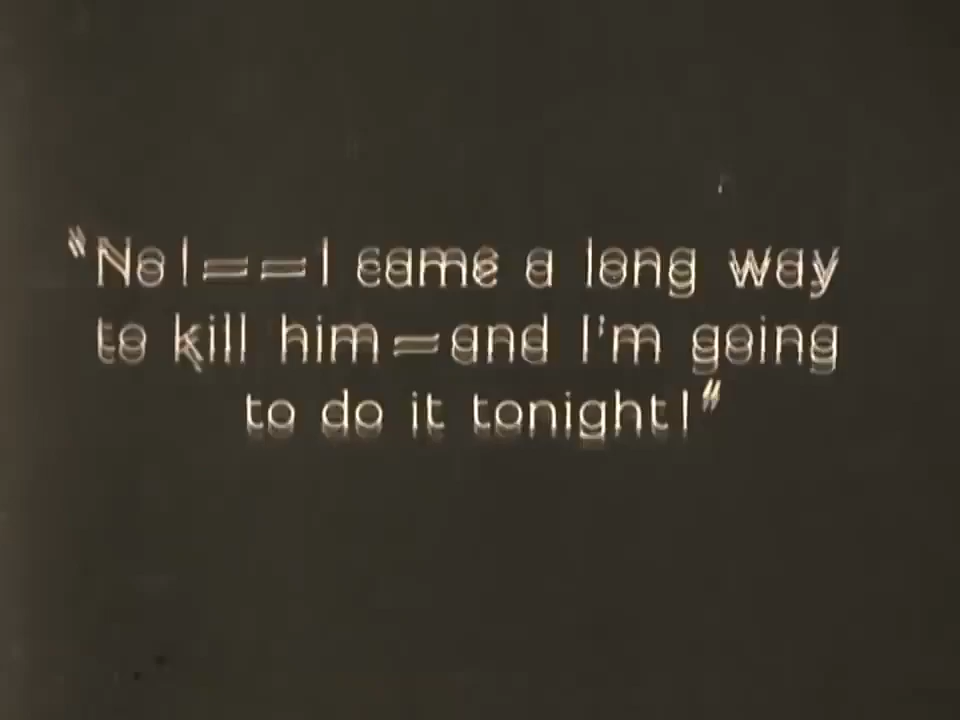 "No!--I came a long way
to kill him-and I'm going
to do it tonight!"